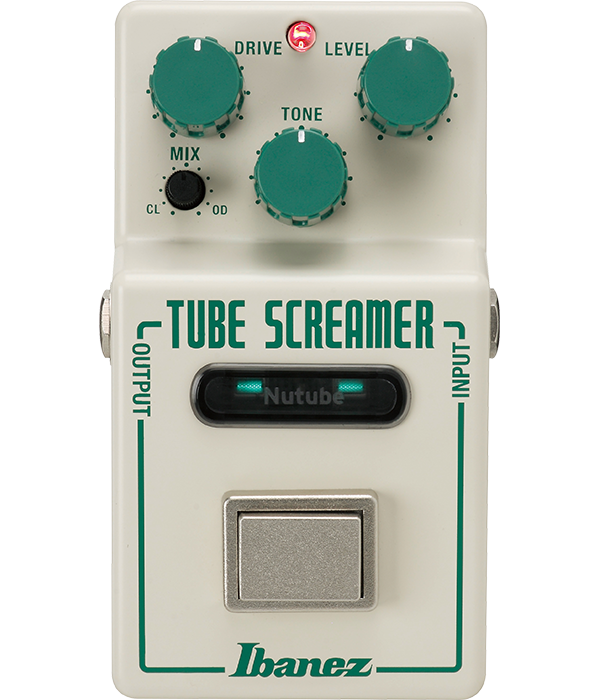 DRIVE LEVEL
TONE
MIX
CL OD
TUBE SCREAMER
OUTPUT
INPUT
Nutube
Ibanez